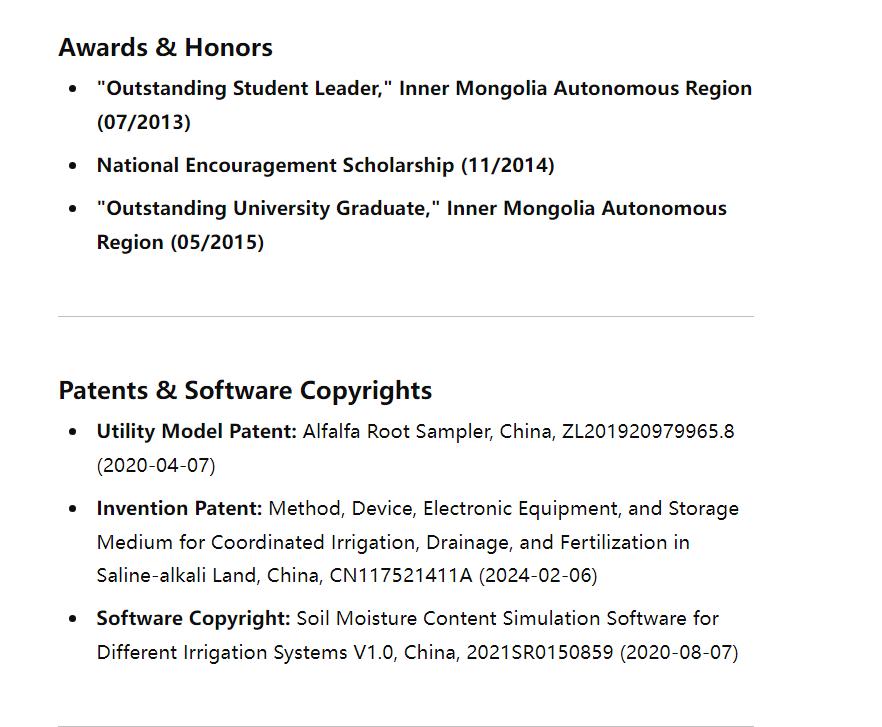 Awards & Honors
• "Outstanding Student Leader," Inner Mongolia Autonomous Region
(07/2013)
• National Encouragement Scholarship (11/2014)
• "Outstanding University Graduate," Inner Mongolia Autonomous
Region (05/2015)
Patents & Software Copyrights
• Utility Model Patent: Alfalfa Root Sampler, China, ZL201920979965.8
(2020-04-07)
• Invention Patent: Method, Device, Electronic Equipment, and Storage
Medium for Coordinated Irrigation, Drainage, and Fertilization in
Saline-alkali Land, China, CN117521411A (2024-02-06)
• Software Copyright: Soil Moisture Content Simulation Software for
Different Irrigation Systems V1.0, China, 2021SR0150859 (2020-08-07)